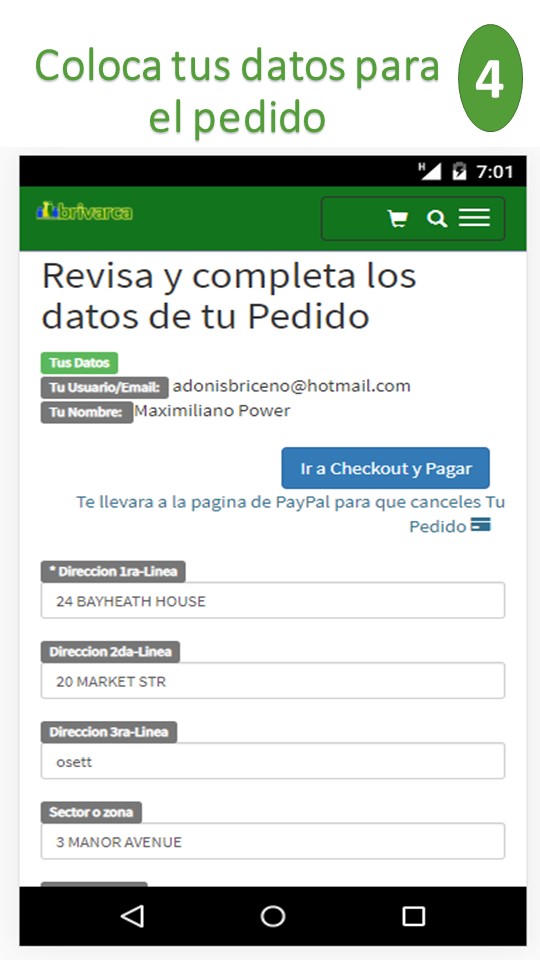 Coloca tus datos para
el pedido
4
H 7:01
brivarca
Revisa y completa los
datos de tu Pedido
Tus Datos
Tu Usuario/Email: adonisbriceno@hotmail.com
Tu Nombre: Maximiliano Power
Ir a Checkout y Pagar
Te llevara a la pagina de PayPal para que canceles Tu
Pedido
* Direccion 1ra-Linea
24 BAYHEATH HOUSE
Direccion 2da-Linea
20 MARKET STR
Direccion 3ra-Linea
osett
Sector o zona
3 MANOR AVENUE